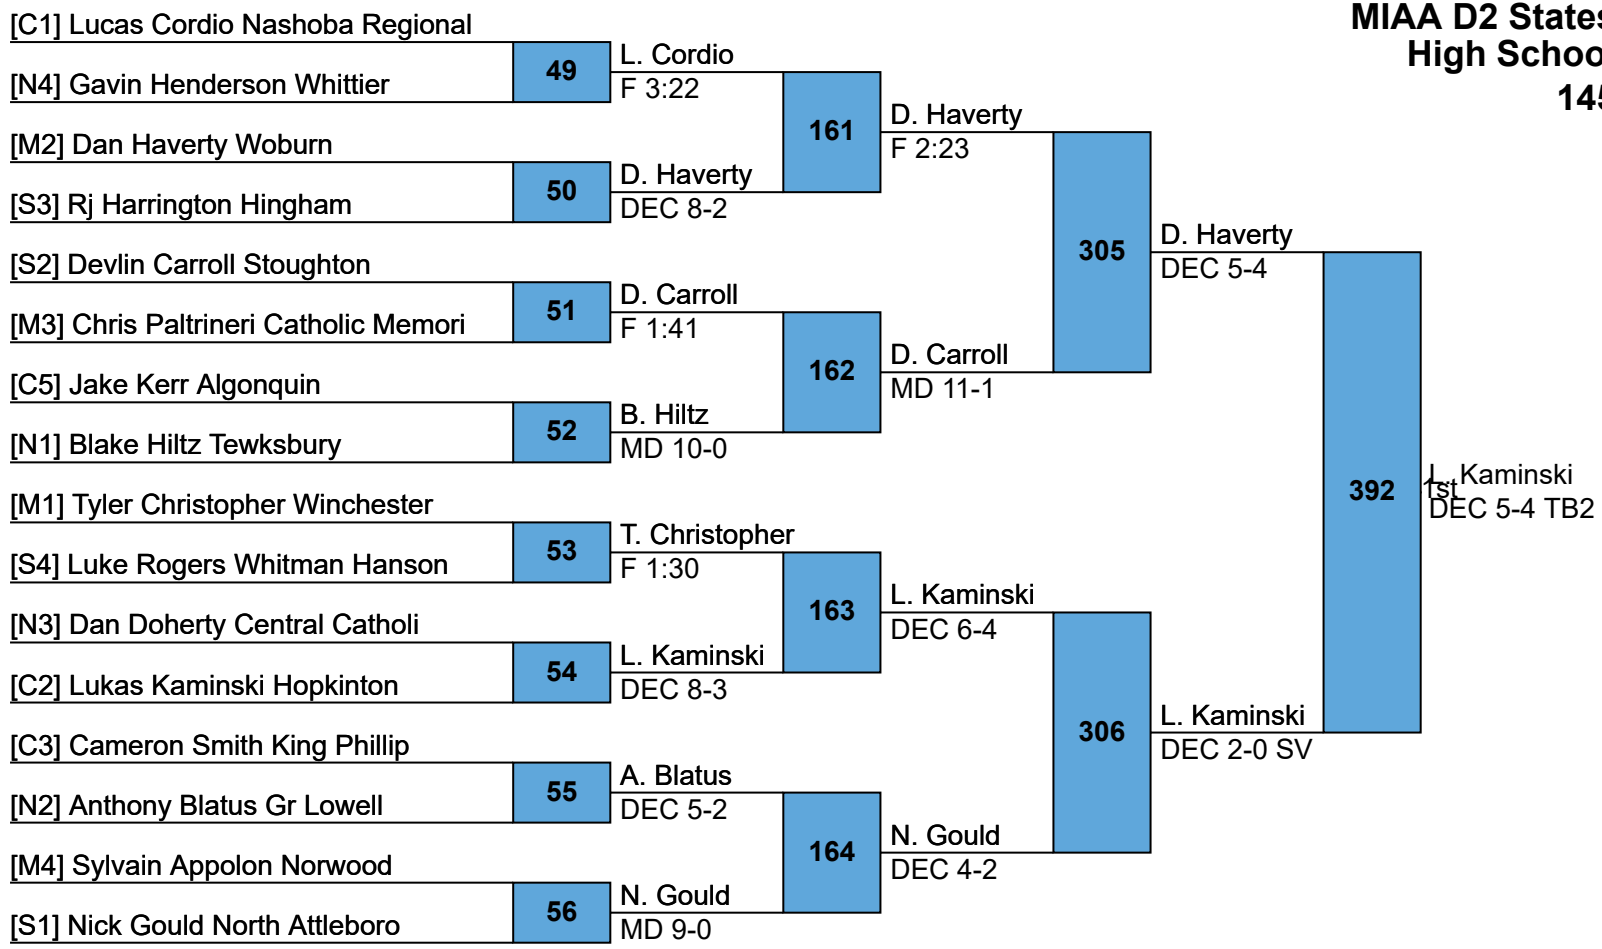 MIAA D2 States
High Schoo
145
[C1] Lucas Cordio Nashoba Regional
49
L. Cordio
F 3:22
[N4] Gavin Henderson Whittier
161
D. Haverty
F 2:23
[M2] Dan Haverty Woburn
50
D. Haverty
DEC 8-2
[S3] Rj Harrington Hingham
305
D. Haverty
DEC 5-4
[S2] Devlin Carroll Stoughton
51
D. Carroll
F 1:41
[M3] Chris Paltrineri Catholic Memori
162
D. Carroll
MD 11-1
[C5] Jake Kerr Algonquin
52
B. Hiltz
MD 10-0
[N1] Blake Hiltz Tewksbury
392
L. Kaminski
1st
DEC 5-4 TB2
[M1] Tyler Christopher Winchester
53
T. Christopher
F 1:30
[S4] Luke Rogers Whitman Hanson
163
L. Kaminski
DEC 6-4
[N3] Dan Doherty Central Catholi
54
L. Kaminski
DEC 8-3
[C2] Lukas Kaminski Hopkinton
306
L. Kaminski
DEC 2-0 SV
[C3] Cameron Smith King Phillip
55
A. Blatus
DEC 5-2
[N2] Anthony Blatus Gr Lowell
164
N. Gould
DEC 4-2
[M4] Sylvain Appolon Norwood
56
N. Gould
MD 9-0
[S1] Nick Gould North Attleboro